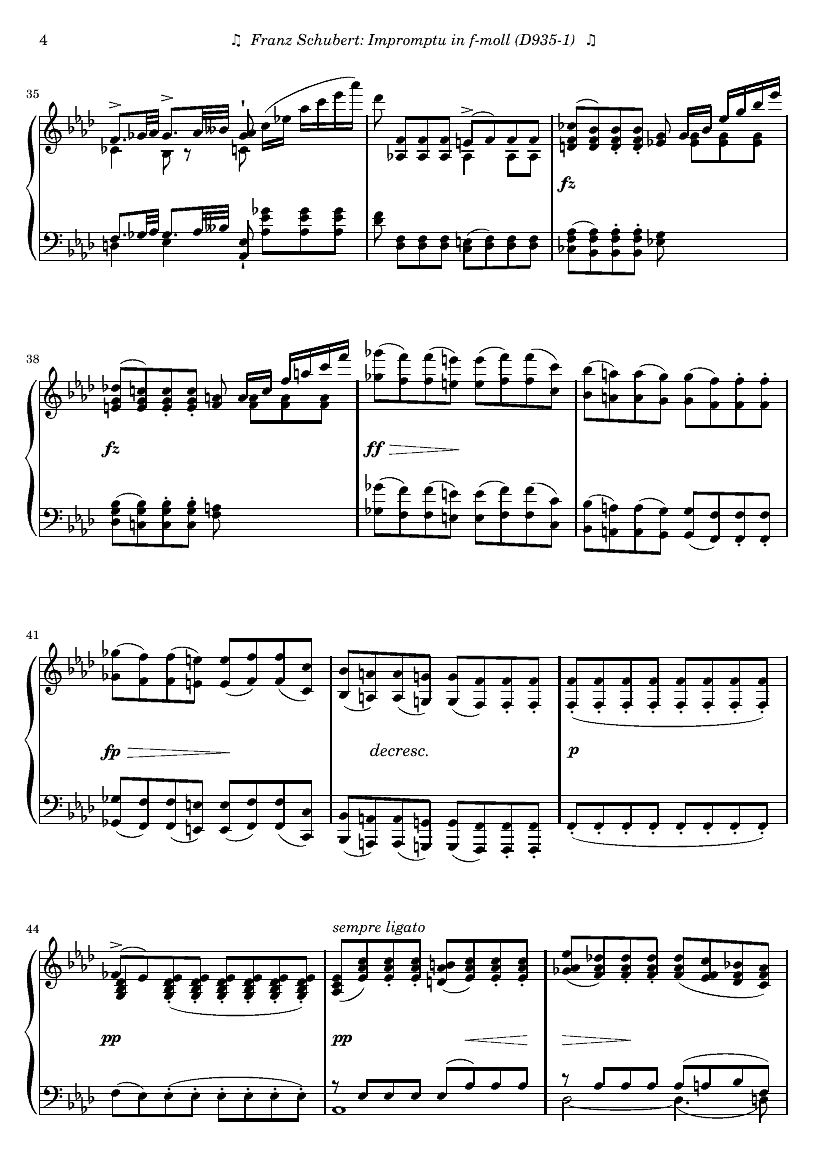 4 ♫ Franz Schubert: Impromptu in f-moll (D935-1) ♫
35
fz
38
fz ff
41
fp decresc. p
44
sempre ligato
pp pp